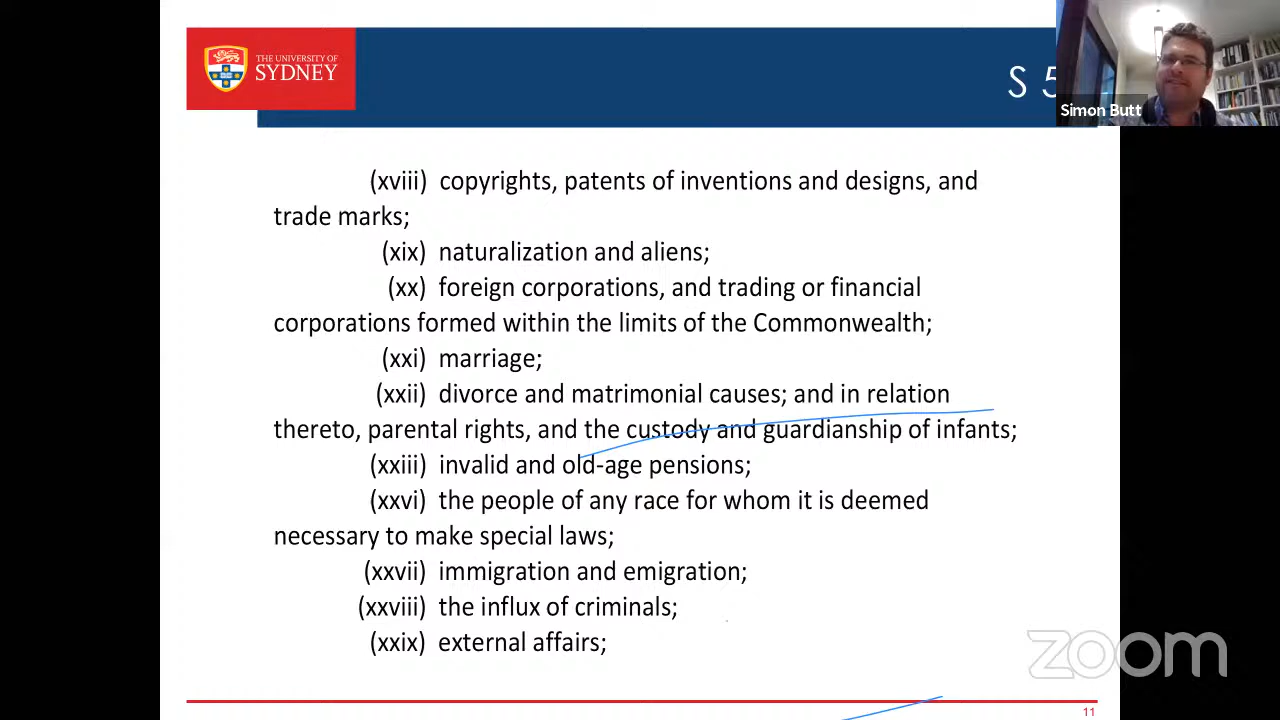 THE UNIVERSITY OF
SYDNEY
S 5
Simon Butt
(xviii) copyrights, patents of inventions and designs, and
trade marks;
(xix) naturalization and aliens;
(xx) foreign corporations, and trading or financial
corporations formed within the limits of the Commonwealth;
(xxi) marriage;
(xxii) divorce and matrimonial causes; and in relation
thereto, parental rights, and the custody and guardianship of infants;
(xxiii) invalid and old-age pensions;
(xxvi) the people of any race for whom it is deemed
necessary to make special laws;
(xxvii) immigration and emigration;
(xxviii) the influx of criminals;
(xxix) external affairs;
zoom
11